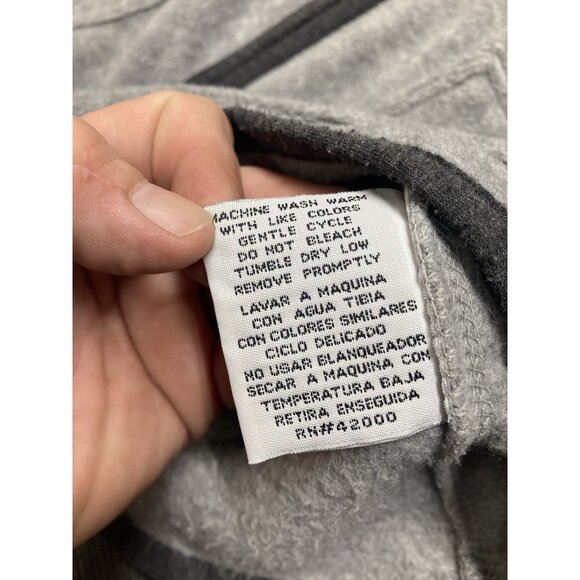 MACHINE WASH WARM
WITH LIKE COLORS
GENTLE CYCLE
DO NOT BLEACH
TUMBLE DRY LOW
REMOVE PROMPTLY
LAVAR A MAQUINA
CON AGUA TIBIA
CON COLORES SIMILARES
CICLO DELICADO
NO USAR BLANQUEADOR
SECAR A MAQUINA CON
TEMPERATURA BAJA
RETIRA ENSEGUIDA
RN#42000